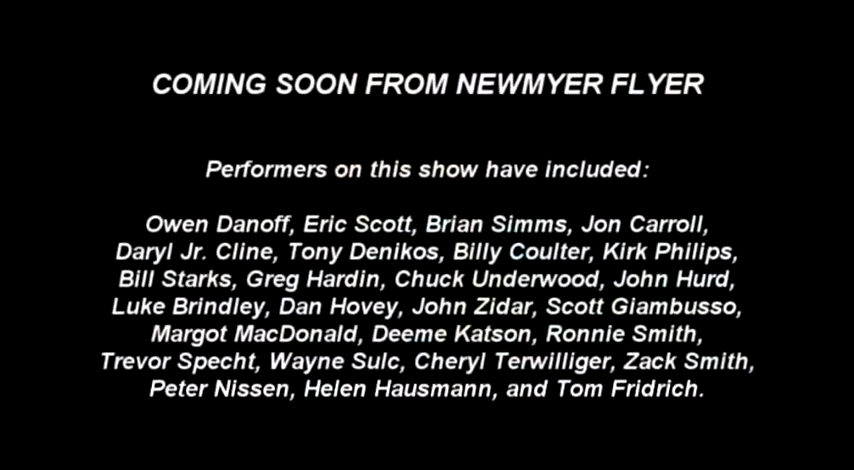 COMING SOON FROM NEWMYER FLYER
Performers on this show have included:
Owen Danoff, Eric Scott, Brian Simms, Jon Carroll,
Daryl Jr. Cline, Tony Denikos, Billy Coulter, Kirk Philips,
Bill Starks, Greg Hardin, Chuck Underwood, John Hurd,
Luke Brindley, Dan Hovey, John Zidar, Scott Giambusso,
Margot MacDonald, Deeme Katson, Ronnie Smith,
Trevor Specht, Wayne Sulc, Cheryl Terwilliger, Zack Smith,
Peter Nissen, Helen Hausmann, and Tom Fridrich.